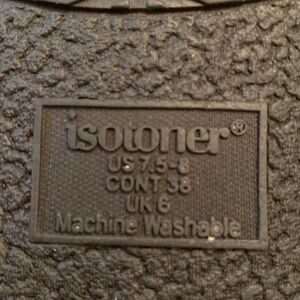 isotoner®
US 7.5-8
CONT 38
UK 6
Machine Washable